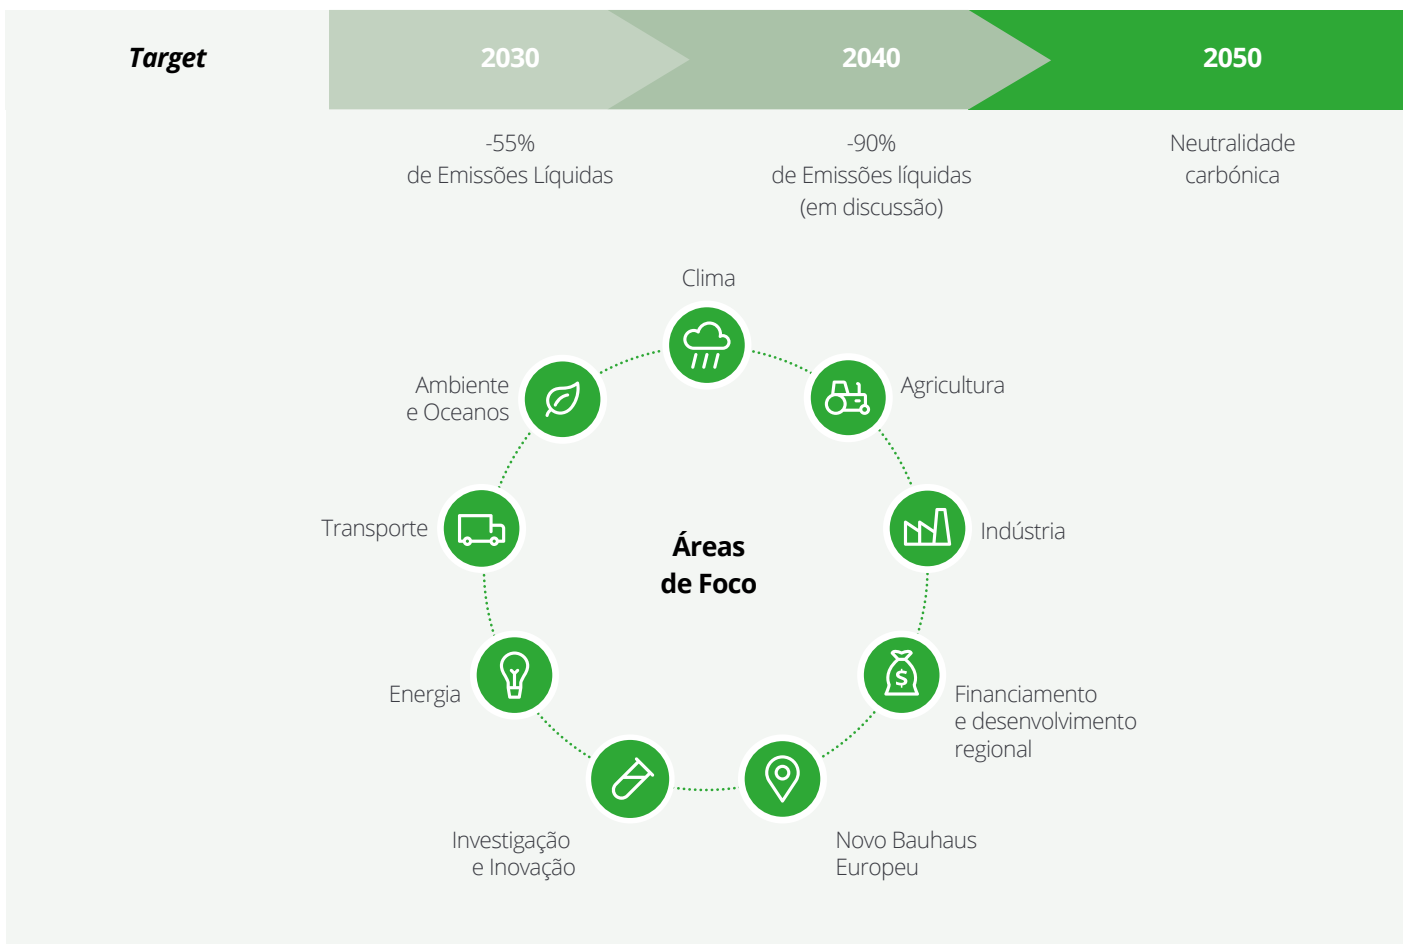 Target
2030
2040
2050
-55%
de Emissões Líquidas
-90%
de Emissões líquidas
(em discussão)
Neutralidade
carbónica
Clima
Ambiente
e Oceanos
Agricultura
Transporte
Indústria
Áreas
de Foco
Energia
Financiamento
e desenvolvimento
regional
$
Investigação
e Inovação
Novo Bauhaus
Europeu